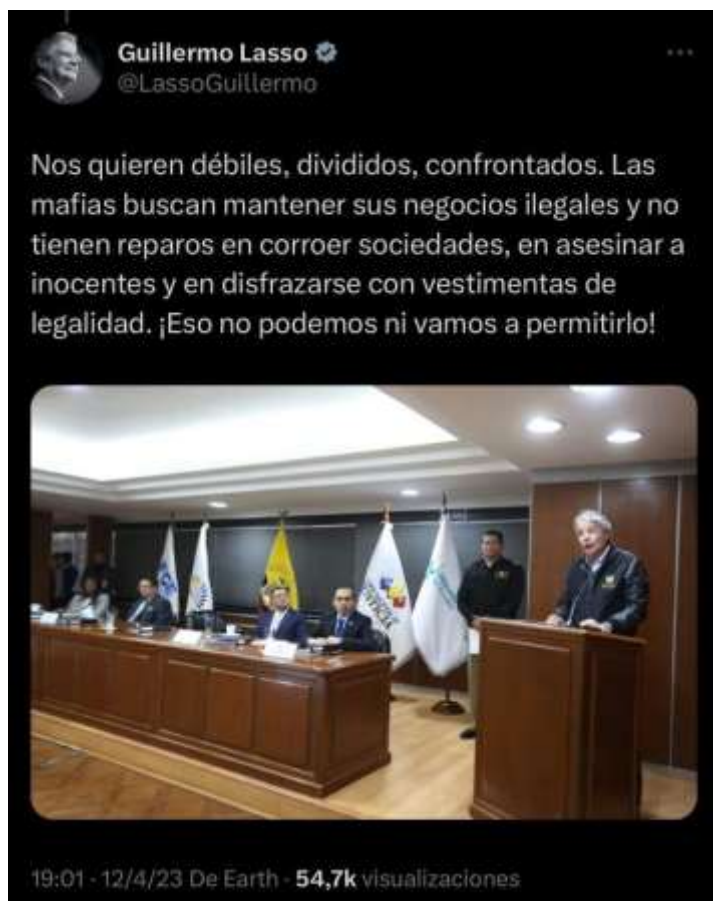 Guillermo Lasso
@LassoGuillermo
Nos quieren débiles, divididos, confrontados. Las
mafias buscan mantener sus negocios ilegales y no
tienen reparos en corroer sociedades, en asesinar a
inocentes y en disfrazarse con vestimentas de
legalidad. ¡Eso no podemos ni vamos a permitirlo!
19:01 · 12/4/23 De Earth · 54,7k visualizaciones